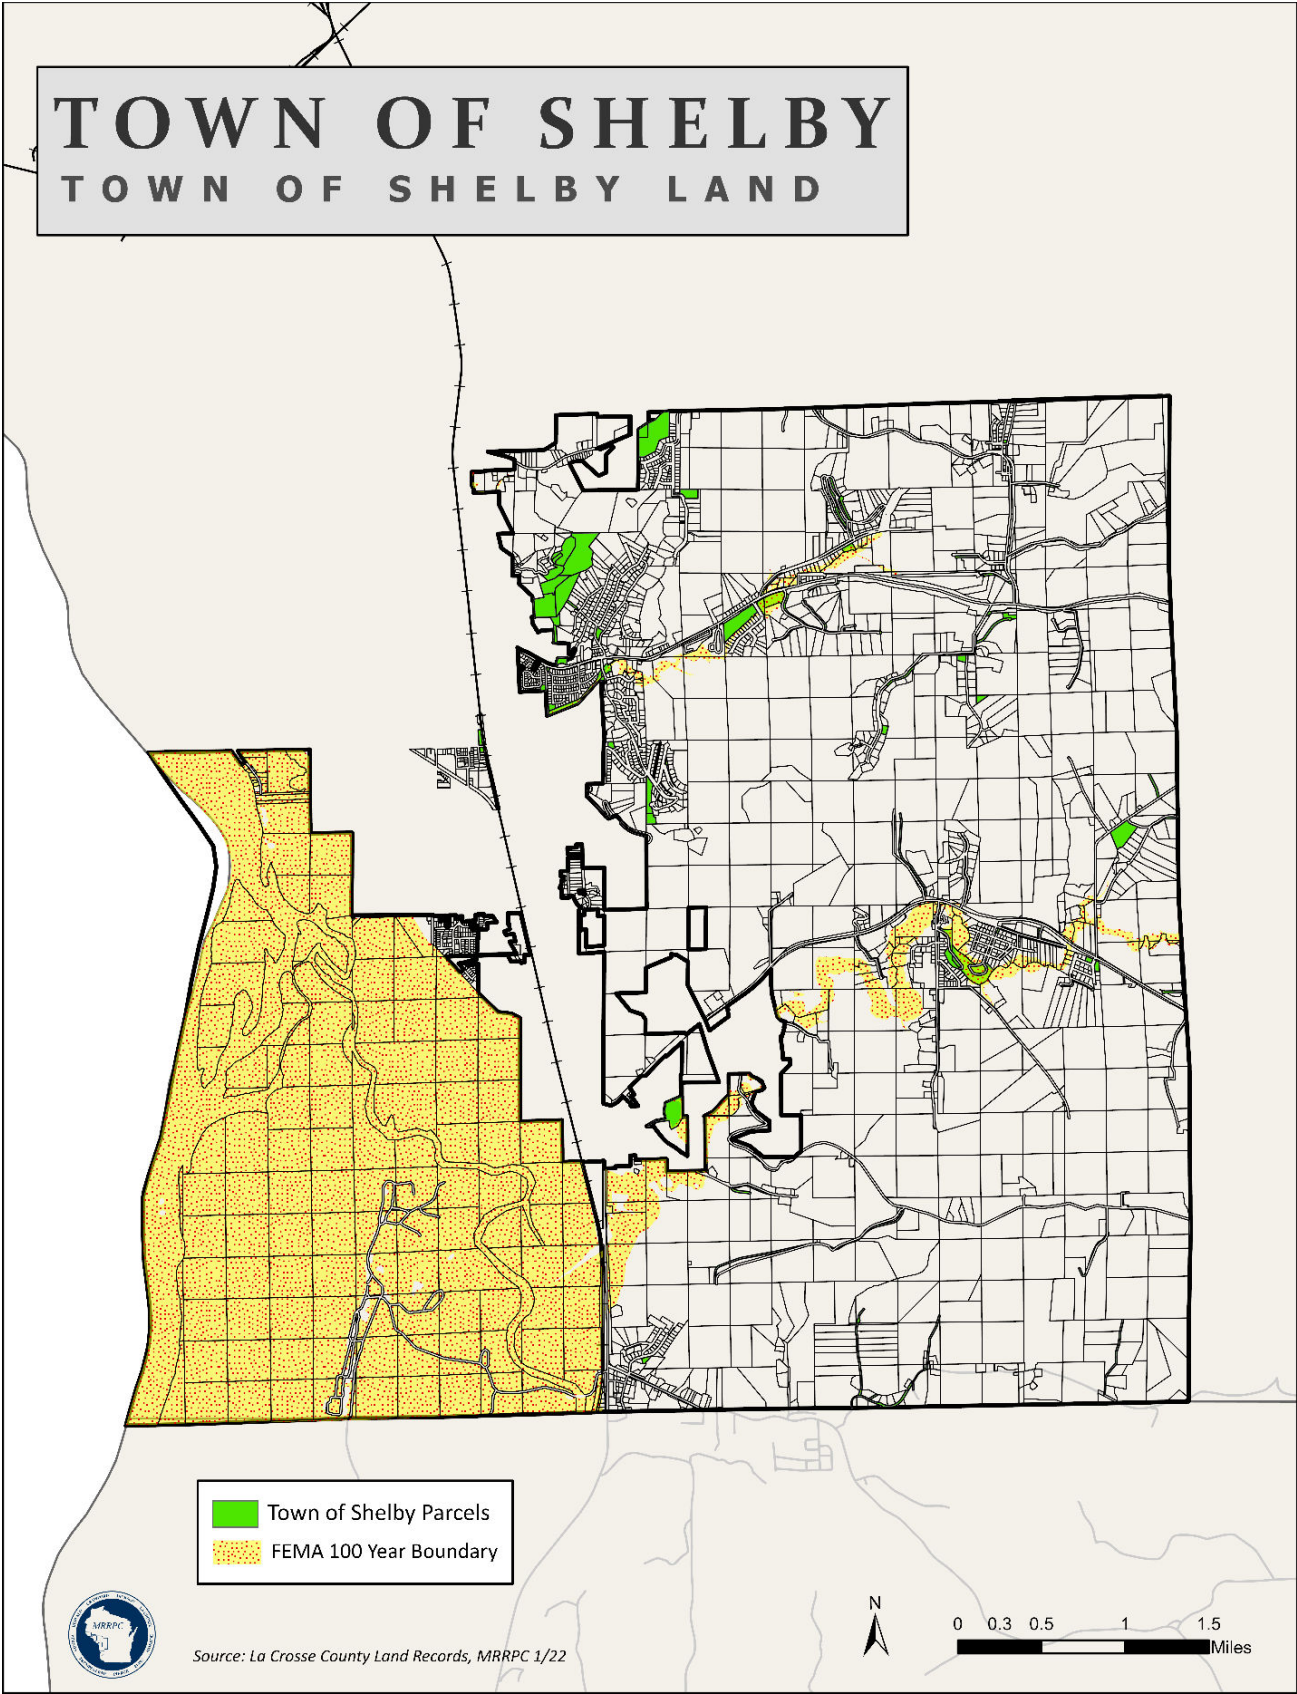 TOWN OF SHELBY
TOWN OF SHELBY LAND
Town of Shelby Parcels
FEMA 100 Year Boundary
MRRPC
Source: La Crosse County Land Records, MRRPC 1/22
N
0 0.3 0.5 1 1.5
Miles